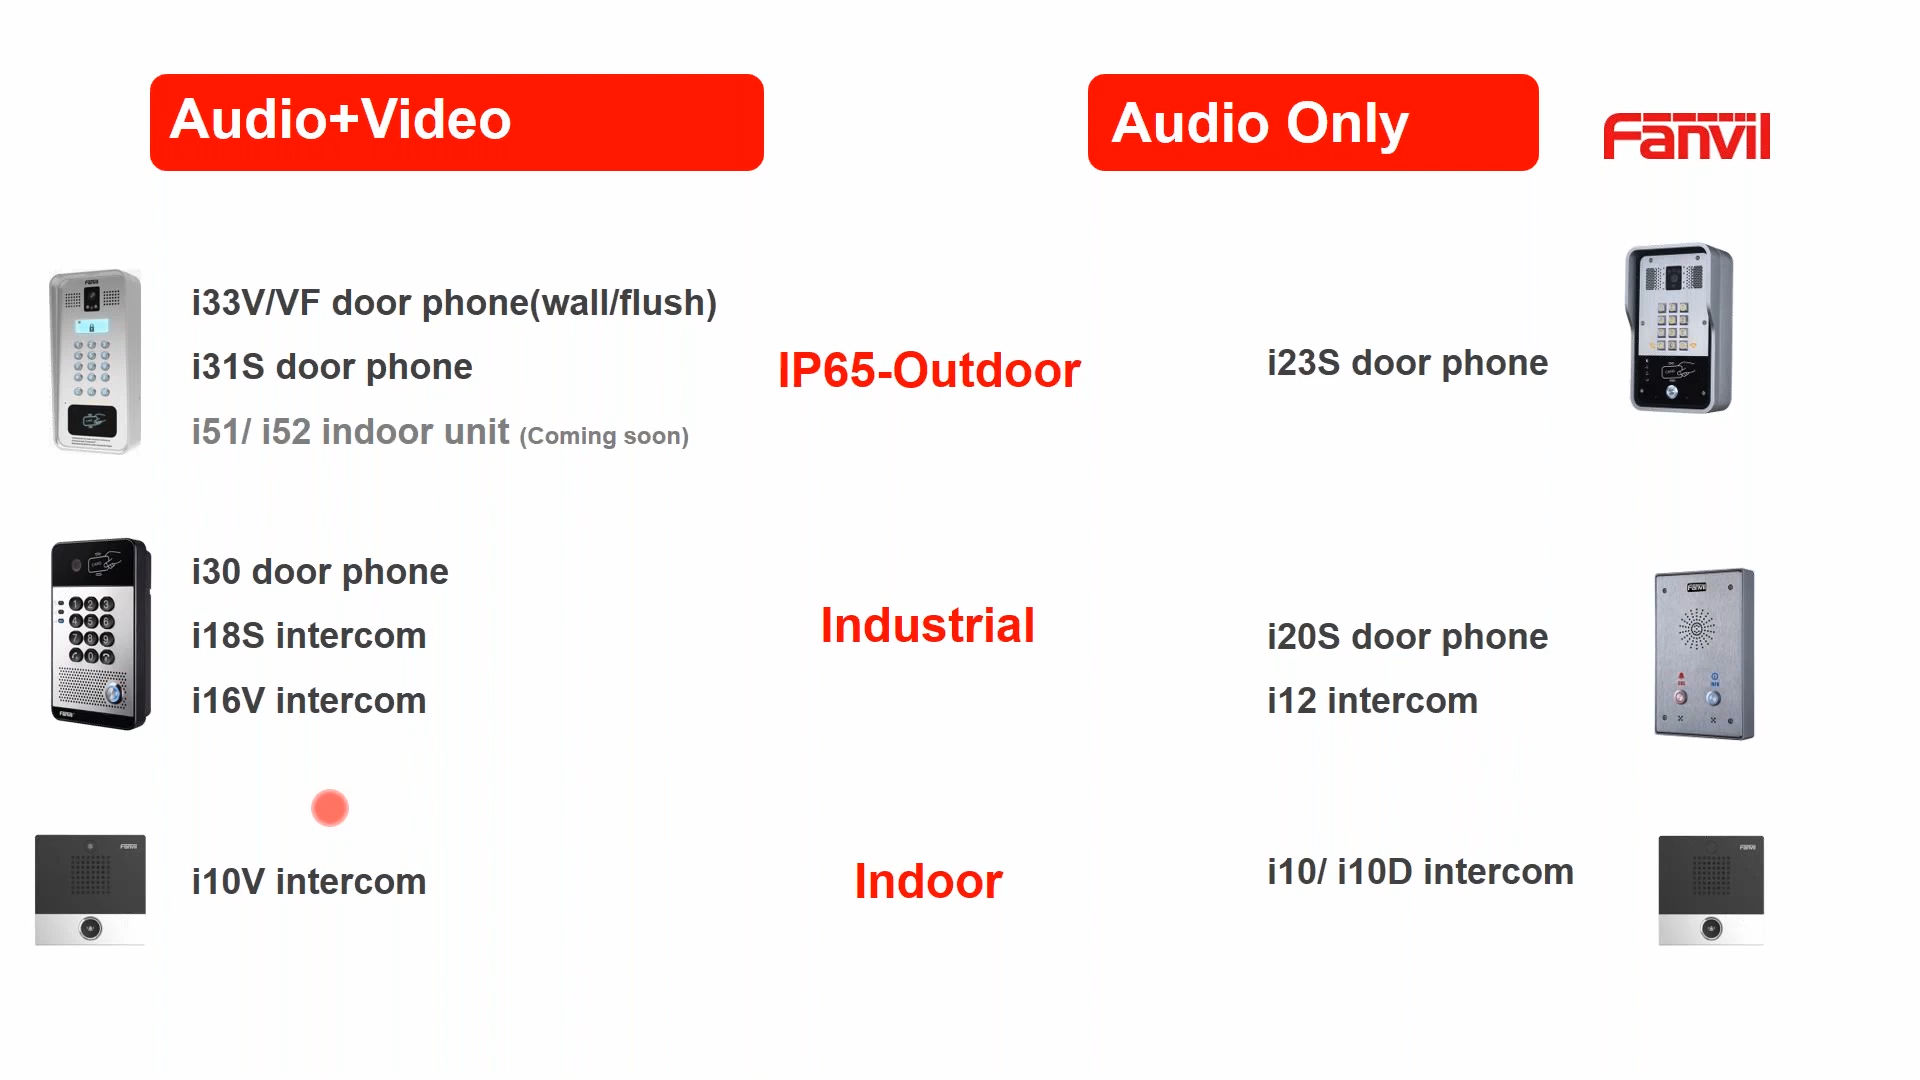 Audio+Video
Audio Only
Fanvil
i33V/VF door phone(wall/flush)
i31S door phone
i51/ i52 indoor unit (Coming soon)
IP65-Outdoor
i23S door phone
i30 door phone
i18S intercom
i16V intercom
Industrial
i20S door phone
i12 intercom
i10V intercom
Indoor
i10/ i10D intercom